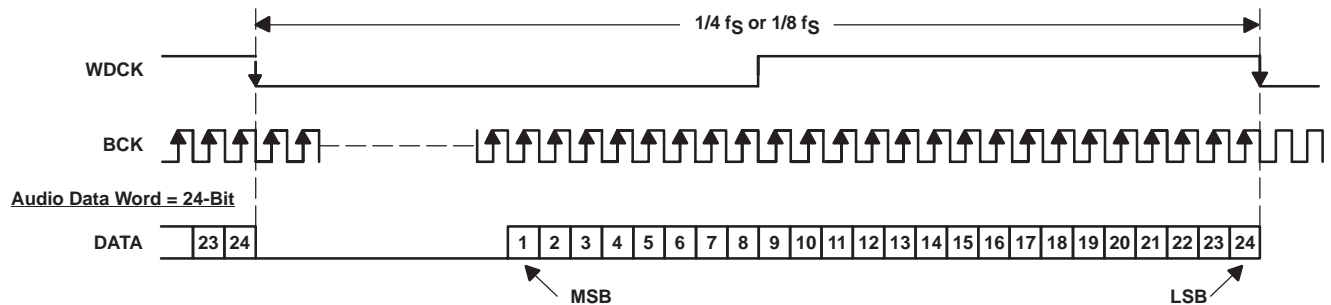 1/4 fS or 1/8 fS
WDCK
BCK
Audio Data Word = 24-Bit
DATA 23 24 1 2 3 4 5 6 7 8 9 10 11 12 13 14 15 16 17 18 19 20 21 22 23 24
MSB LSB